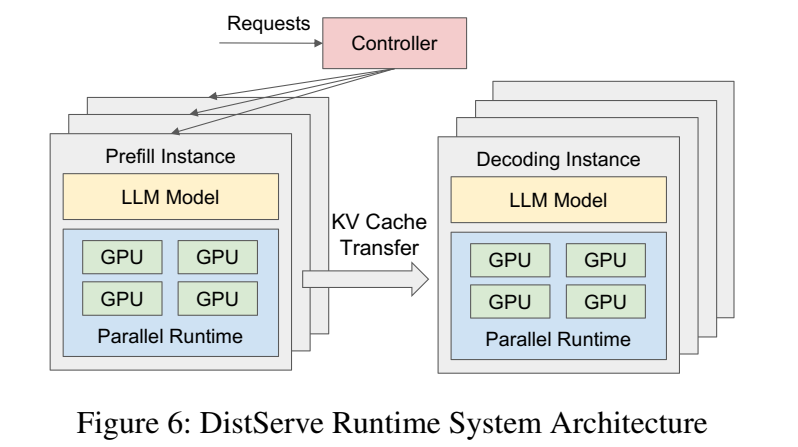 Requests
Controller
Prefill Instance
LLM Model
GPU GPU
GPU GPU
Parallel Runtime
KV Cache
Transfer
Decoding Instance
LLM Model
GPU GPU
GPU GPU
Parallel Runtime
Figure 6: DistServe Runtime System Architecture